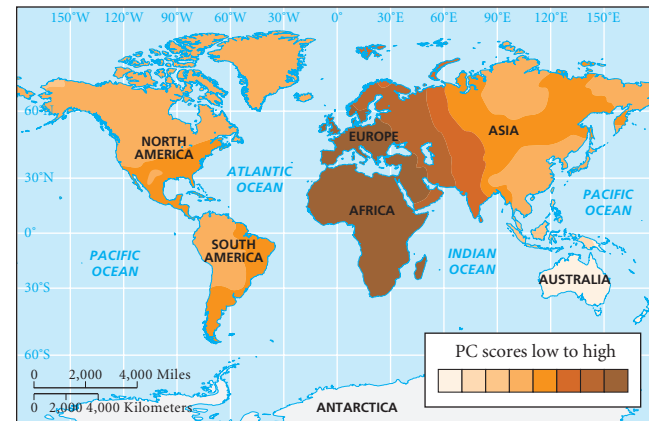 150°W 120°W 90°W 60°W 30°W 0° 30°E 60°E 90°E 120°E 150°E
60°N
NORTH
AMERICA
EUROPE
ASIA
ATLANTIC
OCEAN
30°N
PACIFIC
OCEAN
AFRICA
0°
SOUTH
AMERICA
PACIFIC
OCEAN
INDIAN
OCEAN
AUSTRALIA
30°S
PC scores low to high
60°S
0 2,000 4,000 Miles
0 2,000 4,000 Kilometers
ANTARCTICA